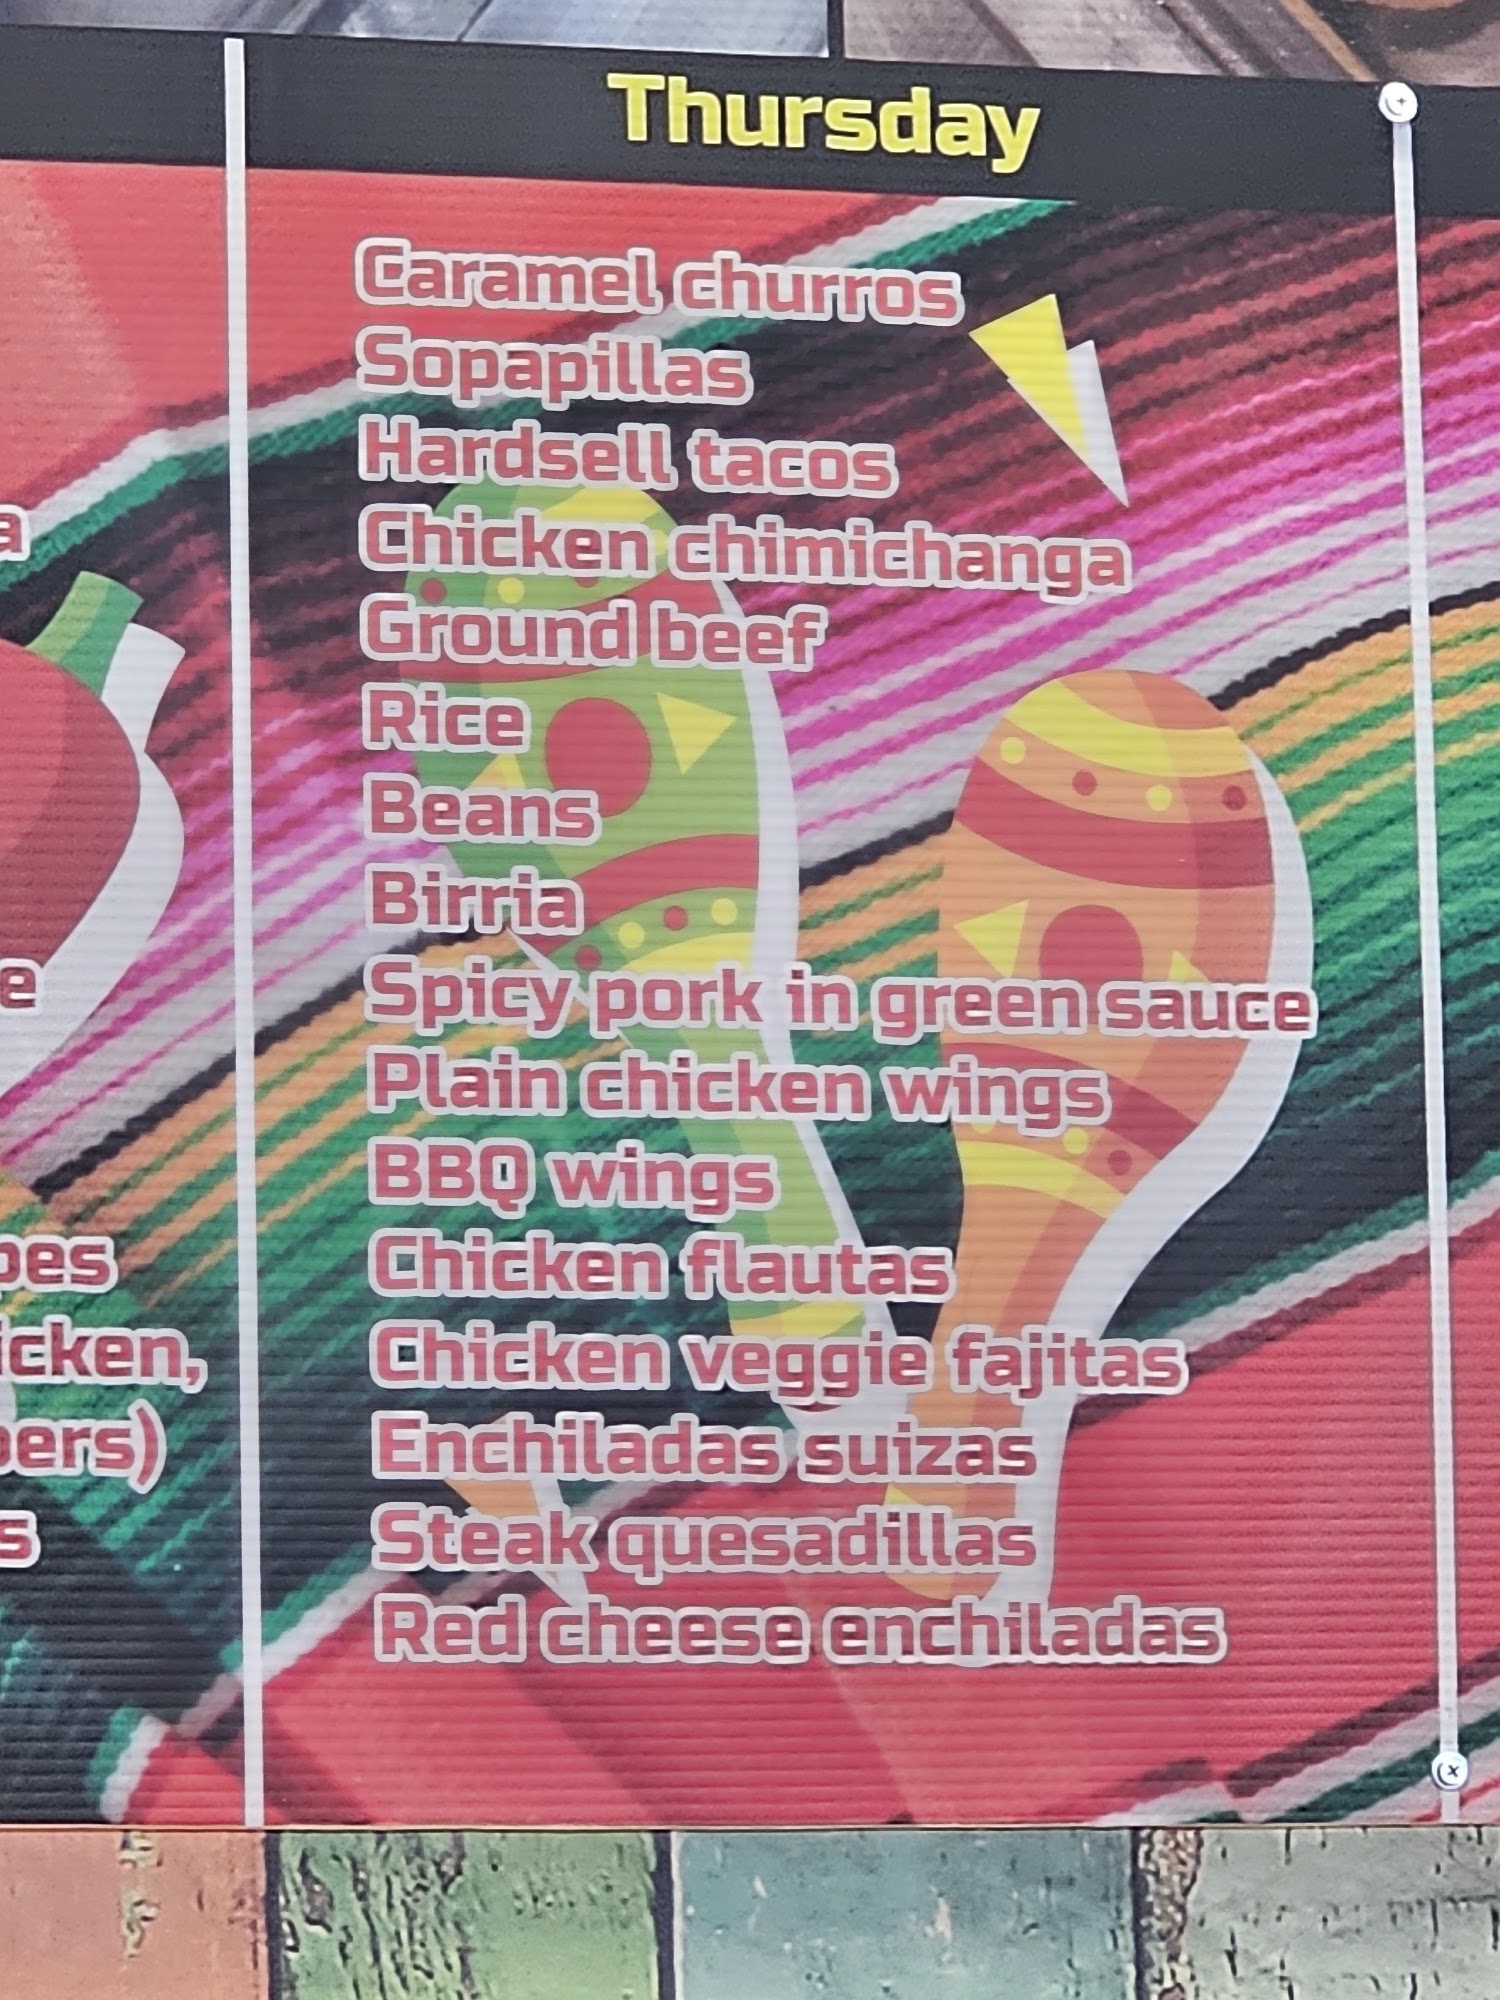 Thursday
Caramel churros
Sopapillas
Hardsell tacos
Chicken chimichanga
Ground beef
Rice
Beans
Birria
Spicy pork in green sauce
Plain chicken wings
BBQ wings
Chicken flautas
Chicken veggie fajitas
Enchiladas suizas
Steak quesadillas
Red cheese enchiladas